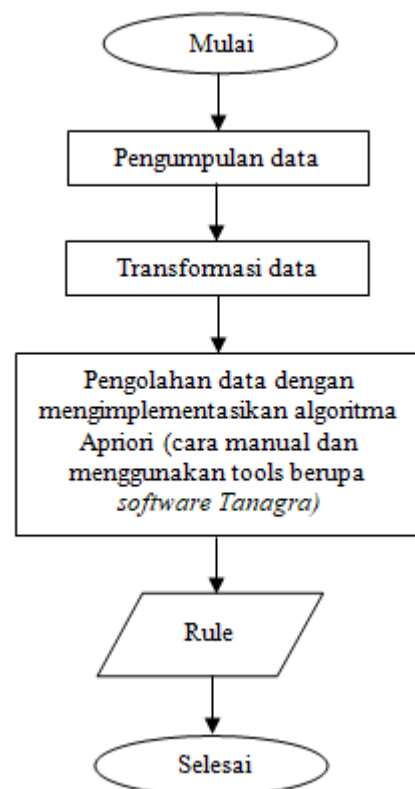 Mulai
Pengumpulan data
Transformasi data
Pengolahan data dengan
mengimplementasikan algoritma
Apriori (cara manual dan
menggunakan tools berupa
software Tanagra)
Rule
Selesai